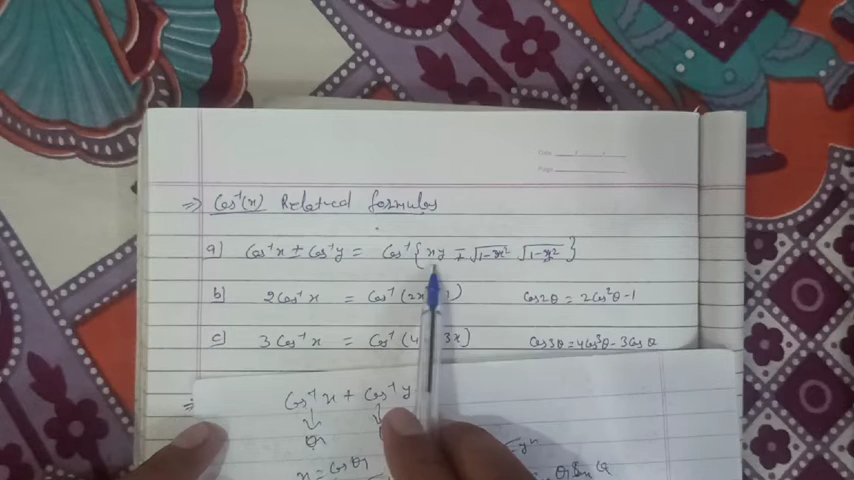 Date
Page
⇒ Cos⁻¹(x) Related formulas
a] Cos⁻¹x ± Cos⁻¹y = Cos⁻¹{xy ∓ √1-x² √1-y²}
b] 2Cos⁻¹x = Cos⁻¹(2x 1) Cos2θ = 2Cos²θ-1
c] 3Cos⁻¹x = Cos⁻¹(4 3x) Cos3θ = 4Cos³θ-3Cosθ
⇒
Cos⁻¹x + Cos⁻¹y
x = Cosθ₁